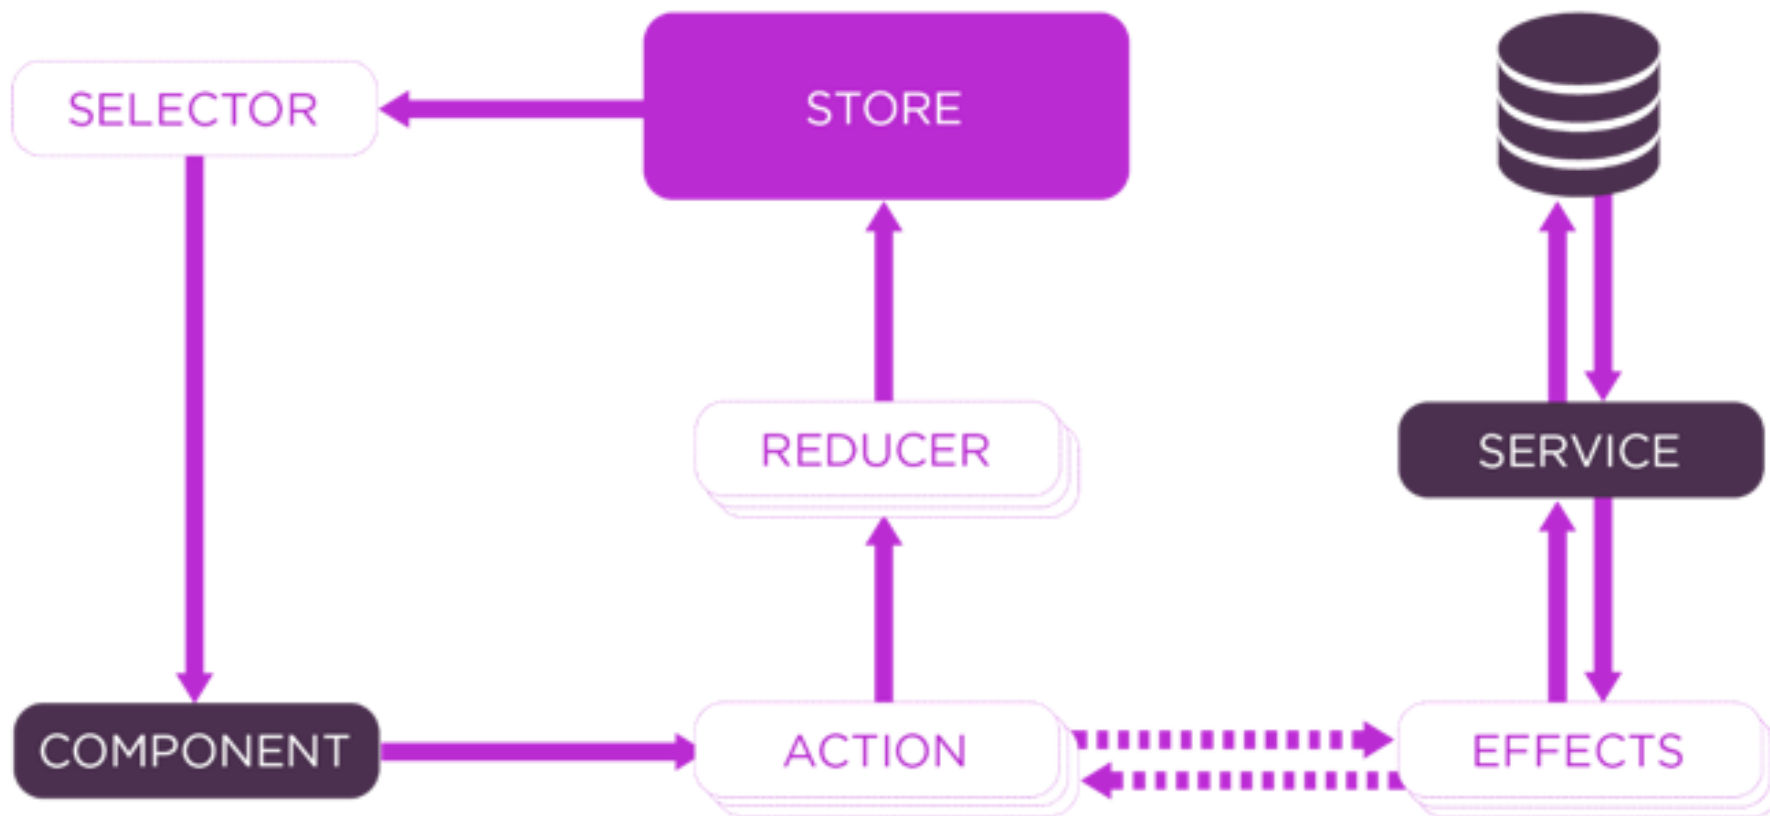 SELECTOR
STORE
REDUCER
SERVICE
COMPONENT
ACTION
EFFECTS